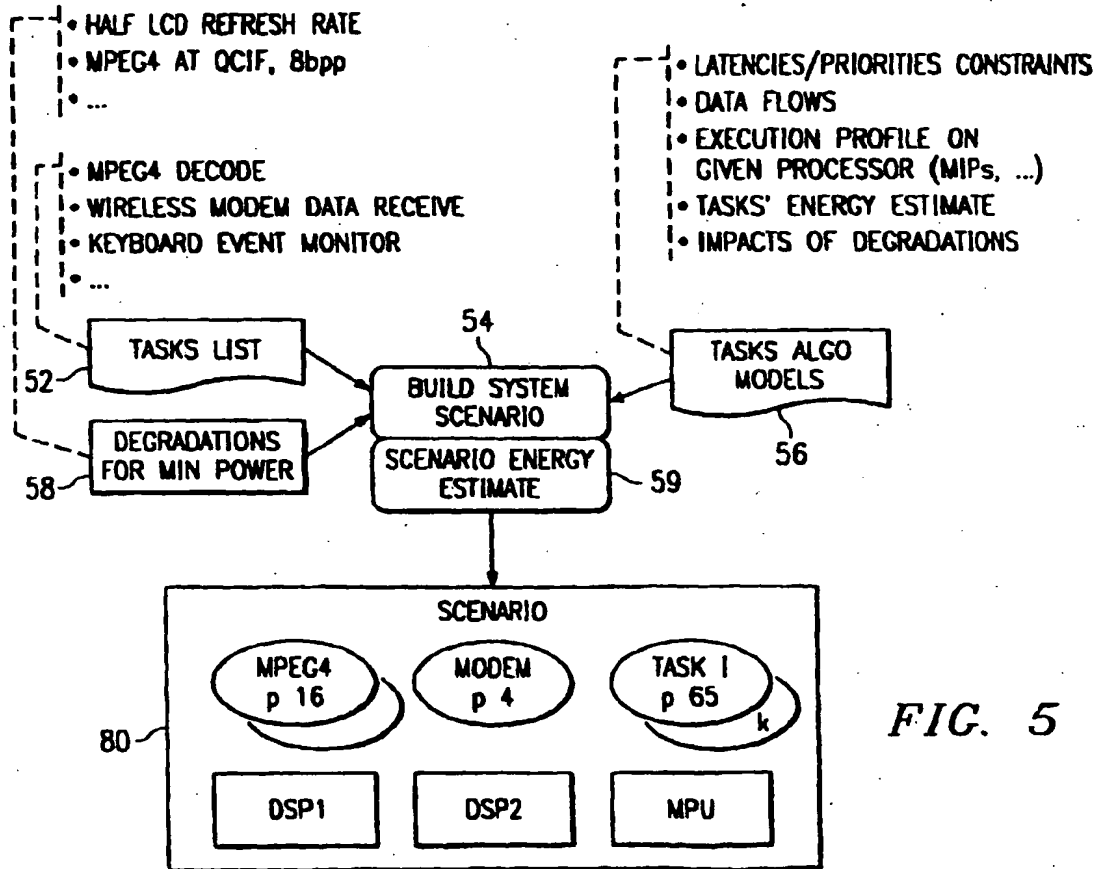 • HALF LCD REFRESH RATE
• MPEG4 AT QCIF, 8bpp
• ...
• MPEG4 DECODE
• WIRELESS MODEM DATA RECEIVE
• KEYBOARD EVENT MONITOR
• ...
• LATENCIES/PRIORITIES CONSTRAINTS
• DATA FLOWS
• EXECUTION PROFILE ON
GIVEN PROCESSOR (MIPs, ...)
• TASKS' ENERGY ESTIMATE
• IMPACTS OF DEGRADATIONS
TASKS LIST
52
DEGRADATIONS
FOR MIN POWER
58
54
BUILD SYSTEM
SCENARIO
SCENARIO ENERGY
ESTIMATE
59
TASKS ALGO
MODELS
56
SCENARIO
MPEG4
p 16
MODEM
p 4
TASK I
p 65
k
80
DSP1
DSP2
MPU
FIG. 5